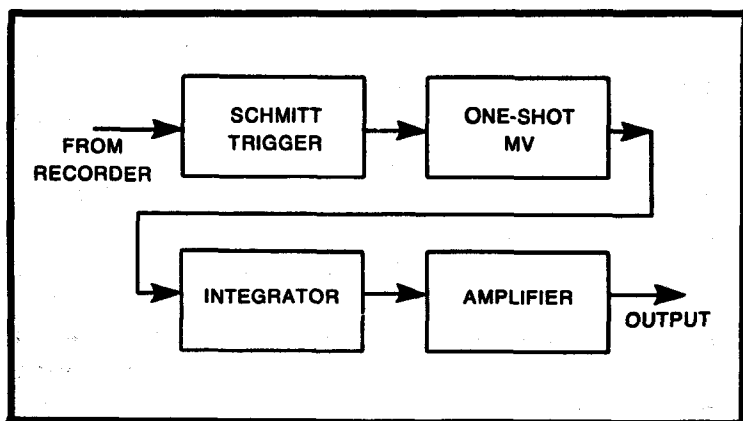 SCHMITT
TRIGGER
ONE-SHOT
MV
FROM
RECORDER
INTEGRATOR
AMPLIFIER
OUTPUT